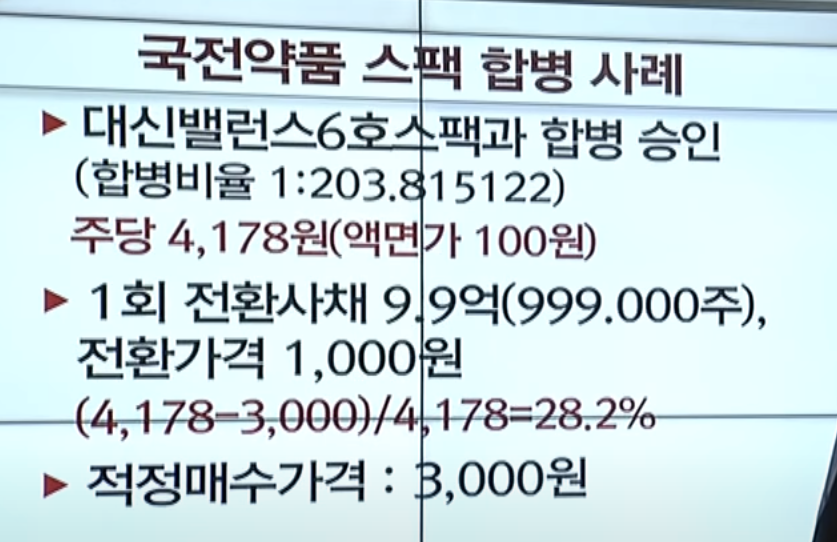 국전약품 스팩 합병 사례
▶ 대신밸런스6호스팩과 합병 승인
(합병비율 1:203.815122)
주당 4,178원(액면가 100원)
▶ 1회 전환사채 9.9억(999.000주),
전환가격 1,000원
(4,178-3,000)/4,178=28.2%
▶ 적정매수가격 : 3,000원